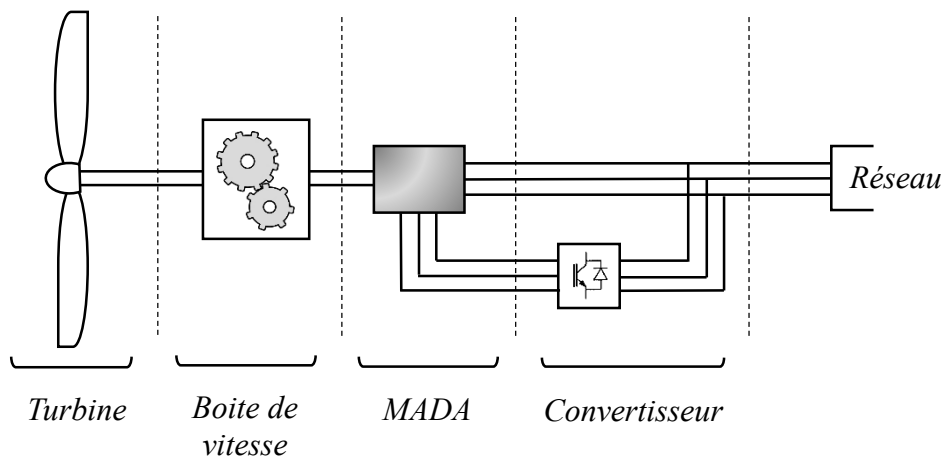 Réseau
Turbine
Boite de
vitesse
MADA
Convertisseur